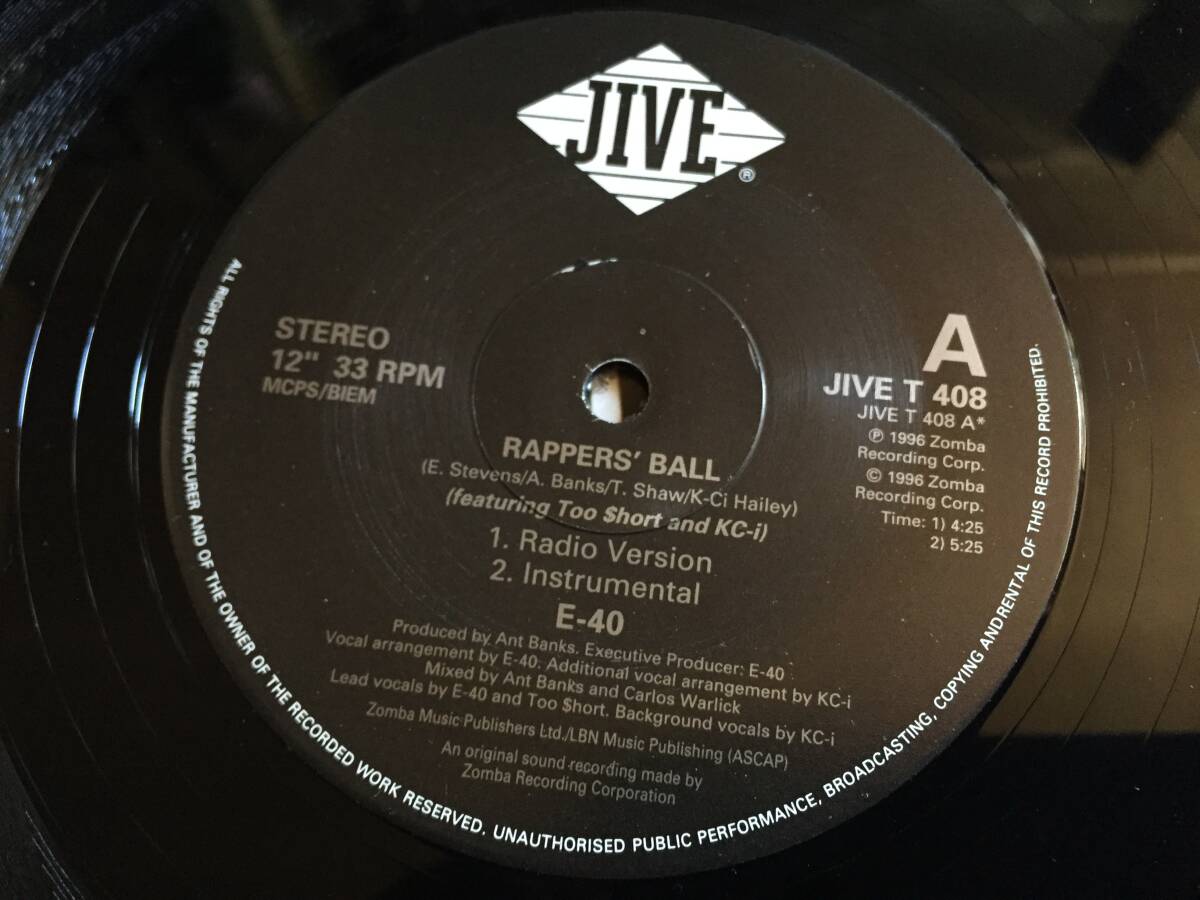 JIVE
®
STEREO
12" 33 RPM
MCPS/BIEM
A
JIVE T 408
JIVE T 408 A*
℗ 1996 Zomba
Recording Corp.
© 1996 Zomba
Recording Corp.
Time: 1) 4:25
2) 5:25
RAPPERS' BALL
(E. Stevens/A. Banks/T. Shaw/K-Ci Hailey)
(featuring Too $hort and KC-i)
1. Radio Version
2. Instrumental
E-40
Produced by Ant Banks. Executive Producer: E-40
Vocal arrangement by E-40. Additional vocal arrangement by KC-i
Mixed by Ant Banks and Carlos Warlick
Lead vocals by E-40 and Too $hort. Background vocals by KC-i
Zomba Music Publishers Ltd./LBN Music Publishing (ASCAP)
An original sound recording made by
Zomba Recording Corporation
ALL RIGHTS OF THE MANUFACTURER AND OF THE OWNER OF THE RECORDED WORK RESERVED. UNAUTHORISED PUBLIC PERFORMANCE, BROADCASTING, COPYING AND RENTAL OF THIS RECORD PROHIBITED.